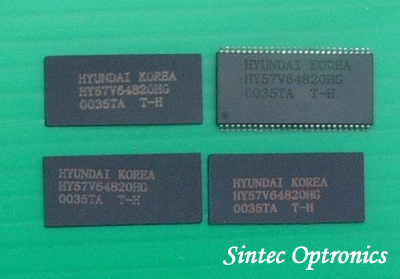 HYUNDAI KOREA
HY57V64820HG
0035TA T-H
HYUNDAI KOREA
HY57V64820HG
0035TA T-H
HYUNDAI KOREA
HY57V64820HG
0035TA T-H
HYUNDAI KOREA
HY57V64820HG
0035TA T-H
Sintec Optronics